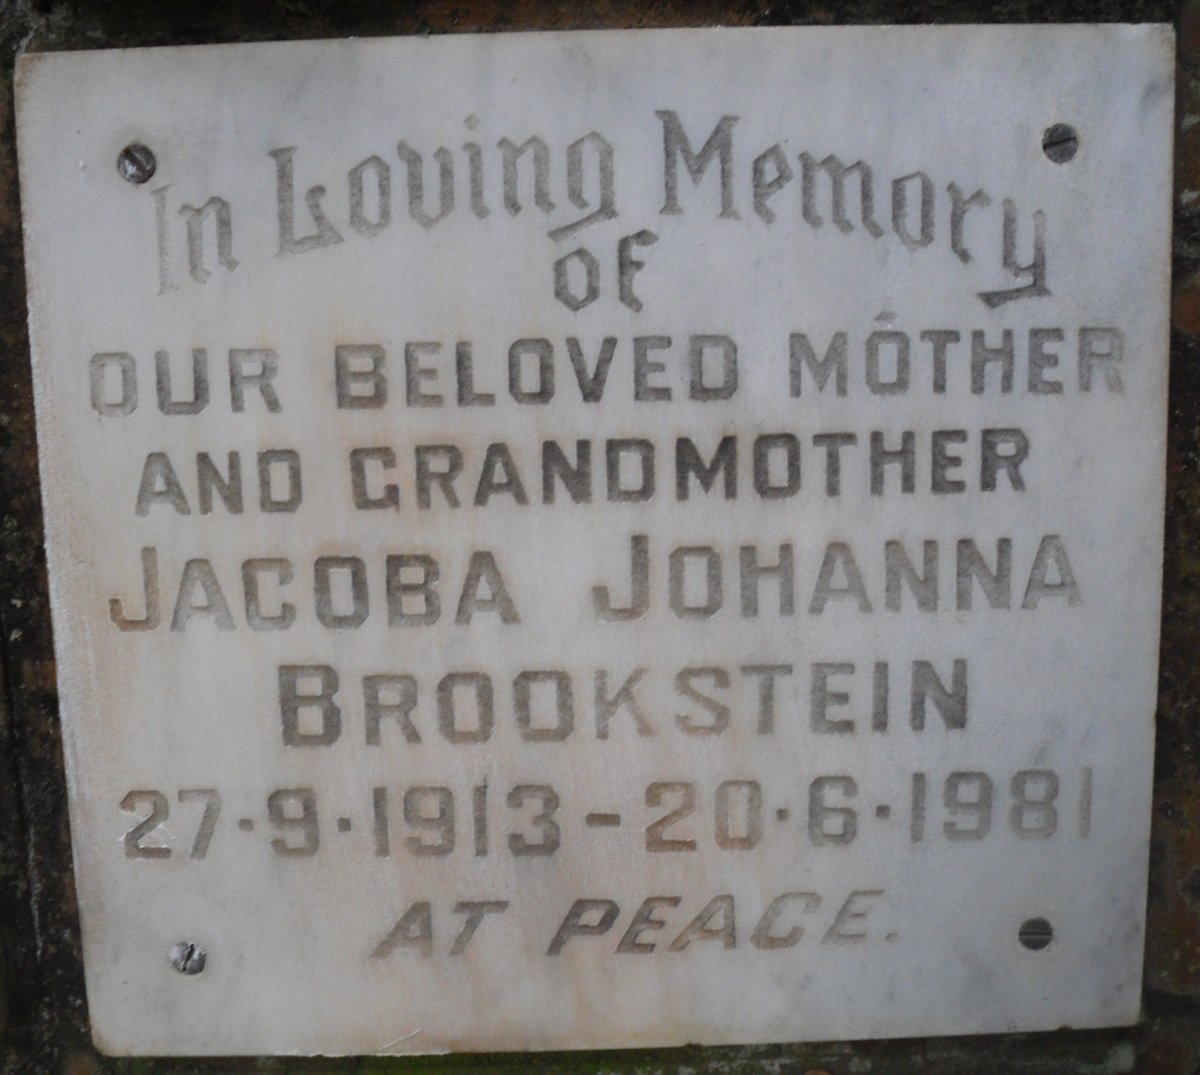 In Loving Memory
of
OUR BELOVED MOTHER
AND GRANDMOTHER
JACOBA JOHANNA
BROOKSTEIN
27·9·1913-20·6·1981
AT PEACE.